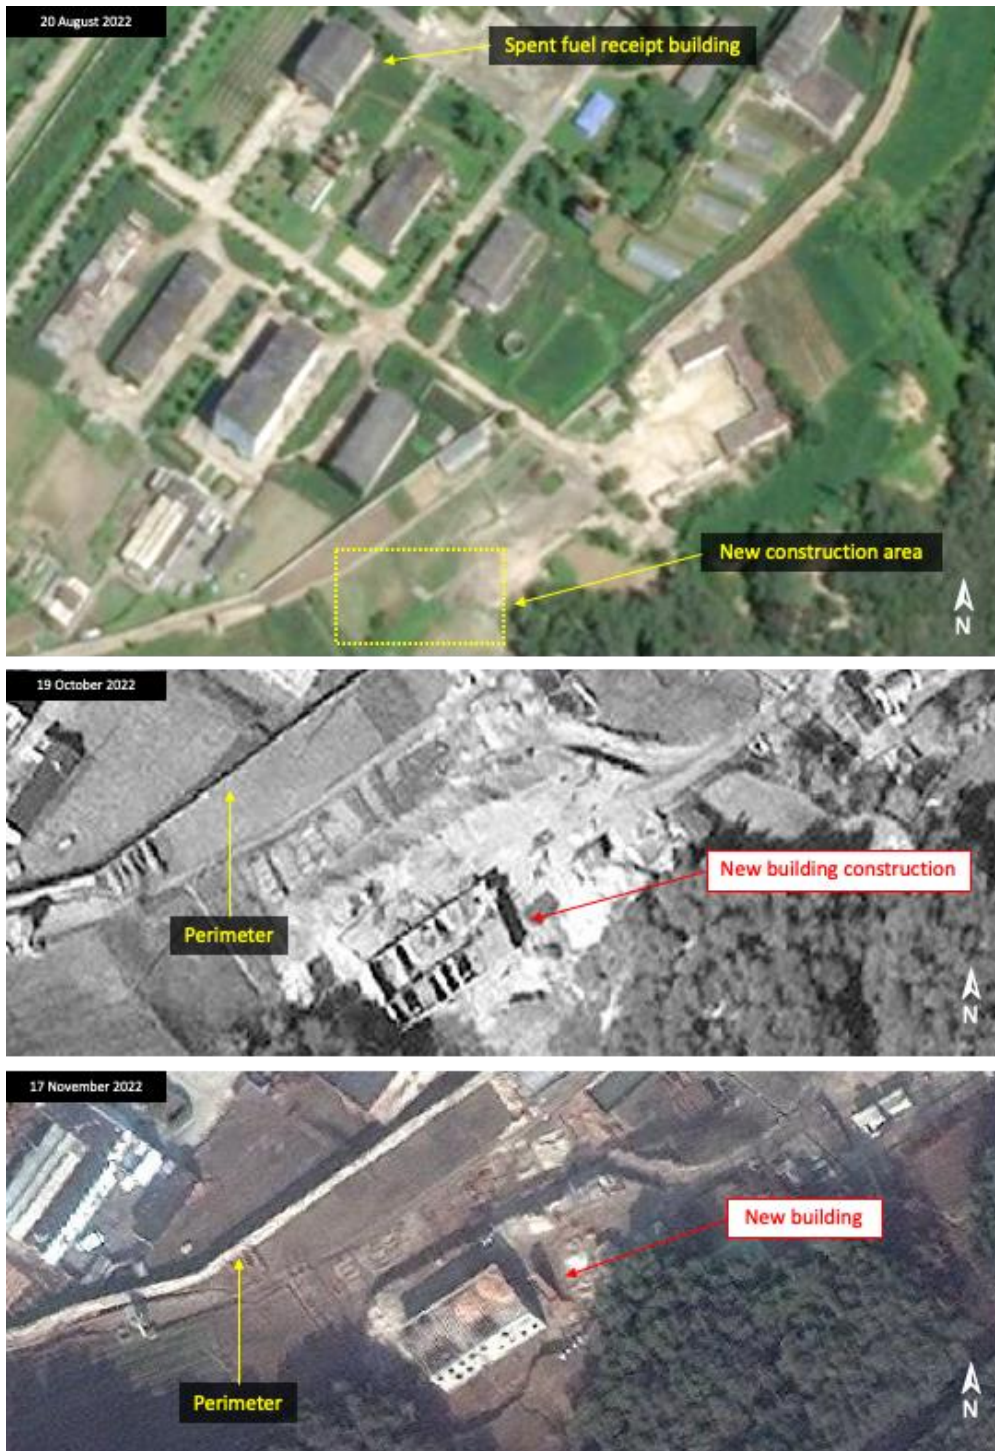 20 August 2022
Spent fuel receipt building
New construction area
N
19 October 2022
New building construction
Perimeter
N
17 November 2022
New building
Perimeter
N